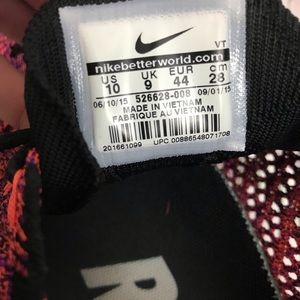 VT
nikebetterworld.com
US UK EUR cm
10 9 44 28
06/10/15 526628-008 09/01/15
MADE IN VIETNAM
FABRIQUE AU VIETNAM
201661099 UPC 00886548071708
R